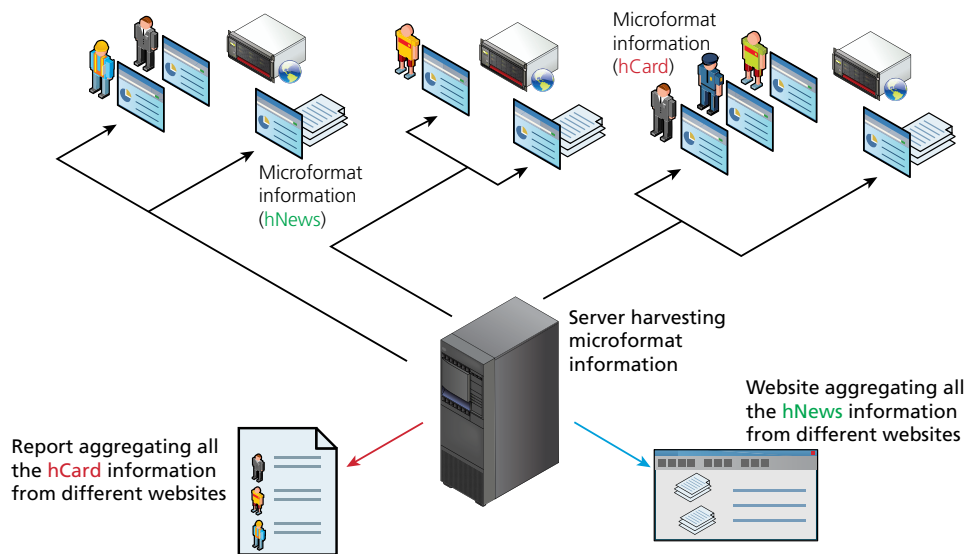 Microformat
information
(hCard)
Microformat
information
(hNews)
Server harvesting
microformat
information
Website aggregating all
the hNews information
from different websites
Report aggregating all
the hCard information
from different websites